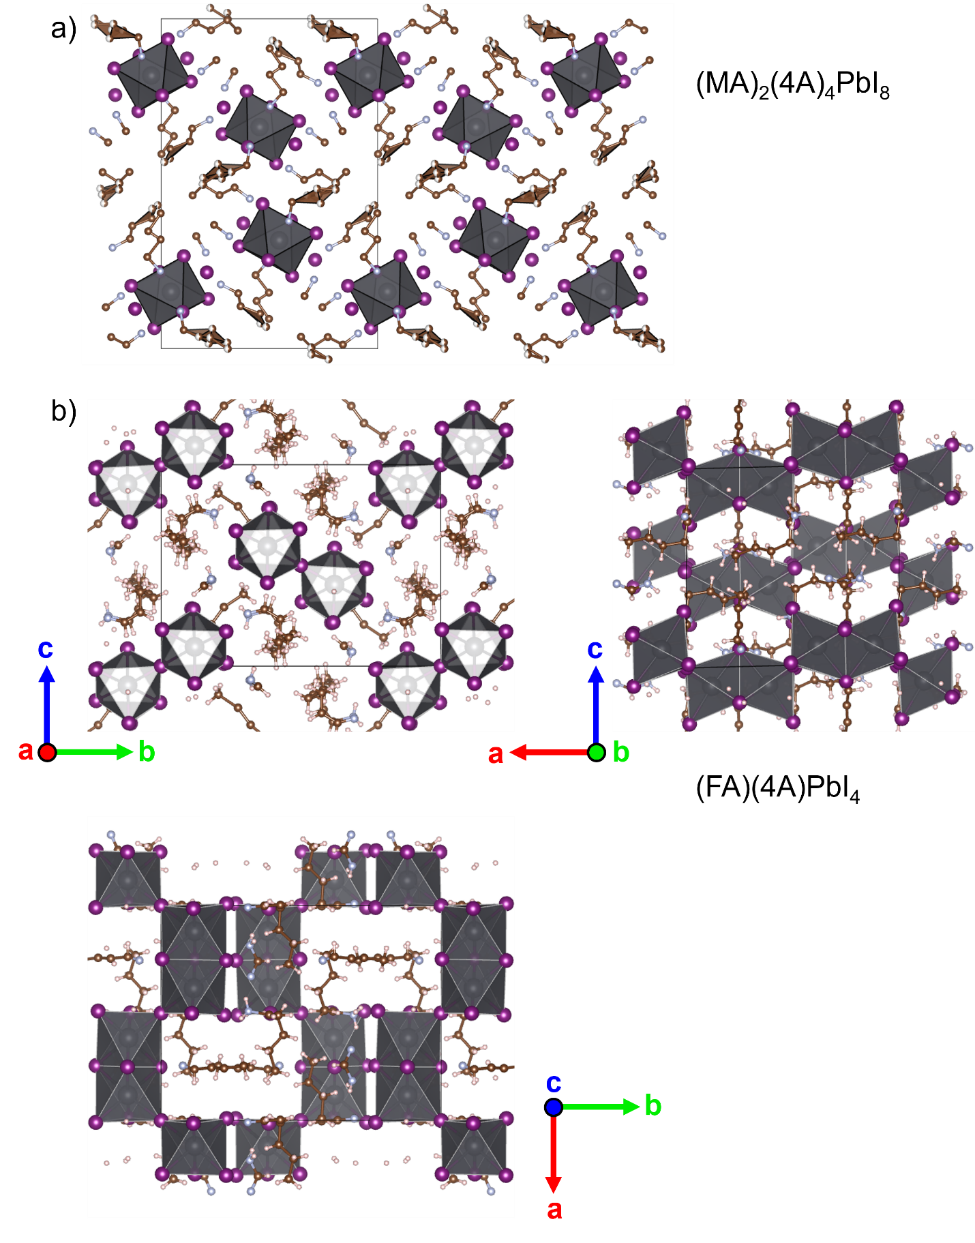 a)
(MA)₂(4A)₄PbI₈
b)
c
a b
c
a b
(FA)(4A)PbI₄
c b
a